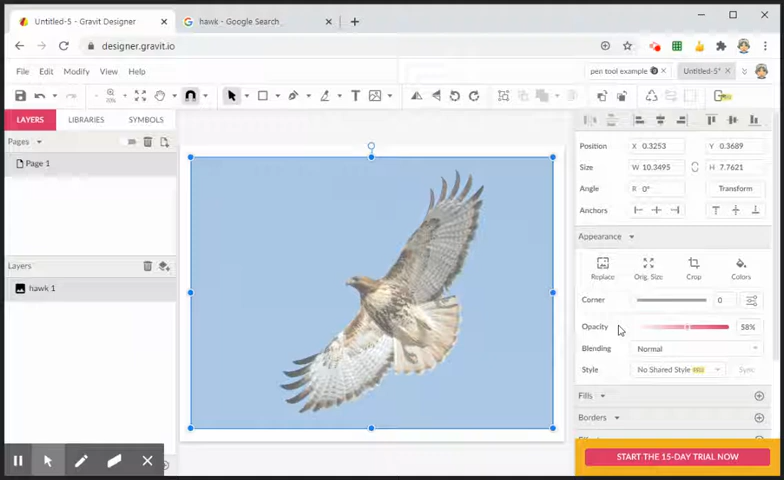 Untitled-5 - Gravit Designer
hawk - Google Search
designer.gravit.io
File Edit Modify View Help
pen tool example
Untitled-5*
LAYERS LIBRARIES SYMBOLS
Pages
Page 1
Layers
hawk 1
Position X 0.3253 Y 0.3689
Size W 10.3495 H 7.7621
Angle R 0° Transform
Anchors
Appearance
Replace Orig. Size Crop Colors
Corner 0
Opacity 58%
Blending Normal
Style No Shared Style Sync
Fills
Borders
START THE 15-DAY TRIAL NOW